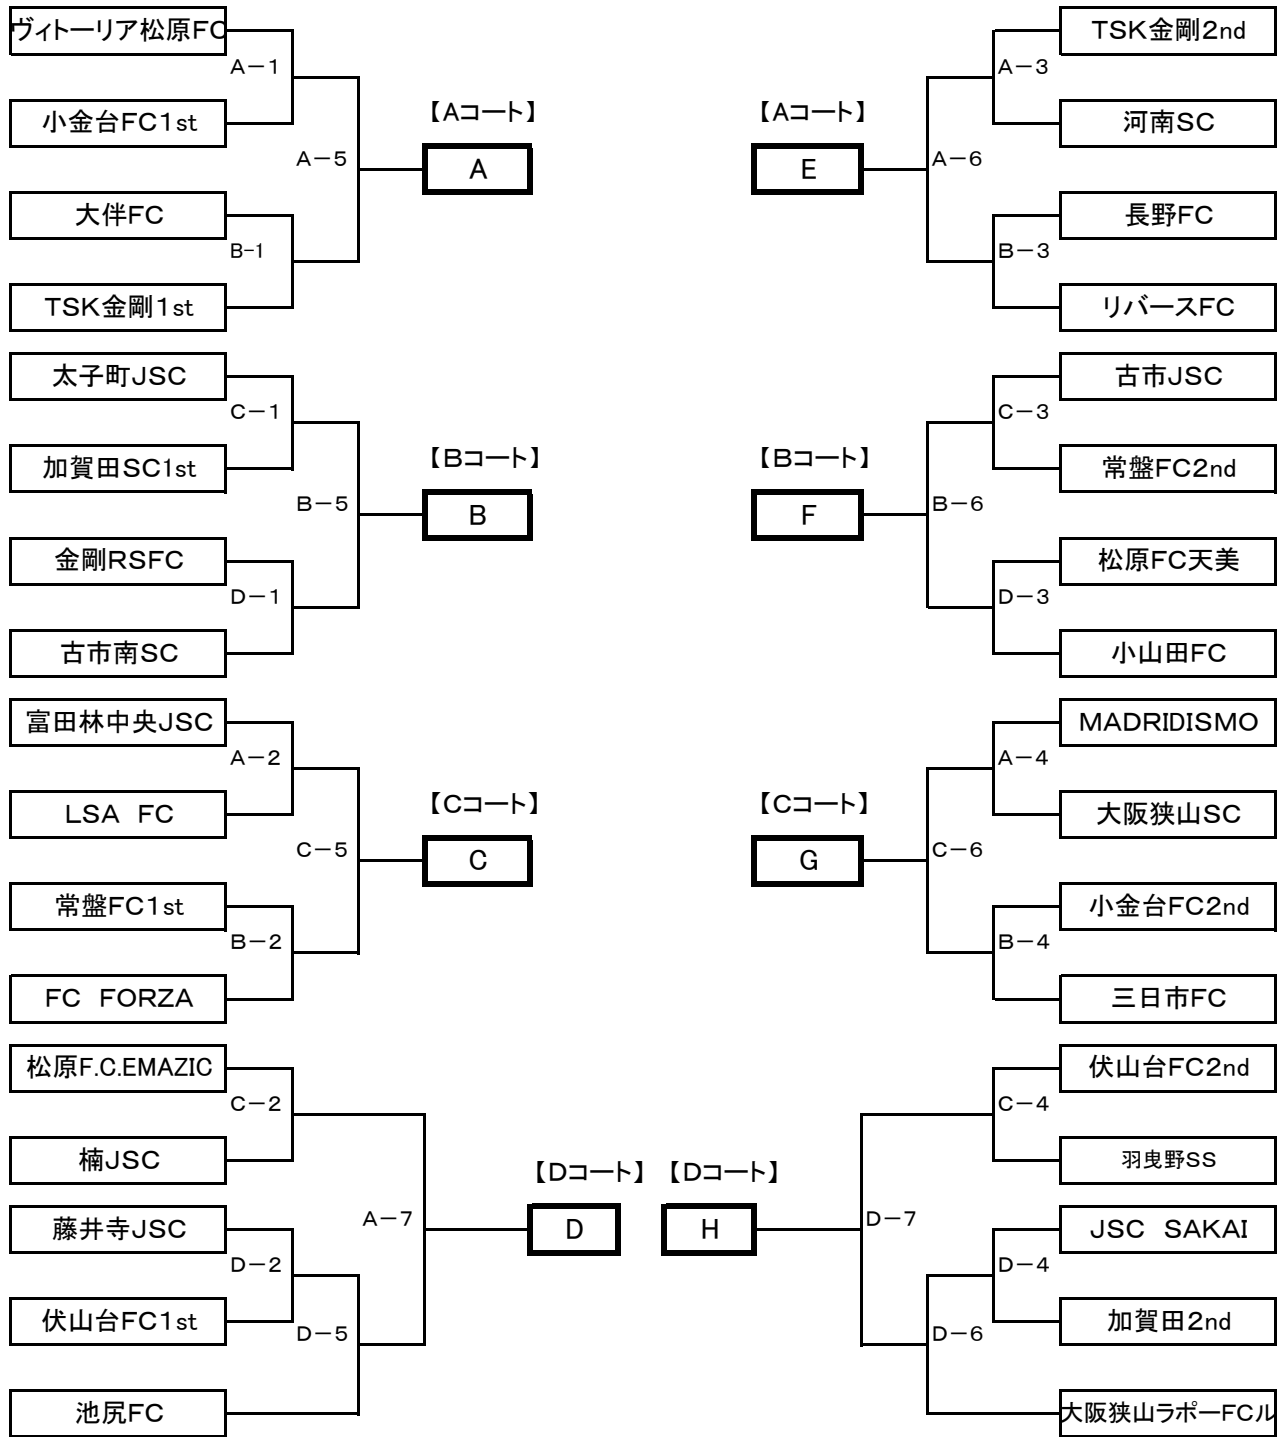 ヴィトーリア松原FC
A－1
小金台FC1st
A－5
【Aコート】
A
大伴FC
B-1
TSK金剛1st
太子町JSC
C－1
加賀田SC1st
B－5
【Bコート】
B
金剛RSFC
D－1
古市南SC
富田林中央JSC
A－2
LSA　FC
C－5
【Cコート】
C
常盤FC1st
B－2
FC　FORZA
松原F.C.EMAZIC
C－2
楠JSC
A－7
【Dコート】
D
藤井寺JSC
D－2
伏山台FC1st
D－5
池尻FC
TSK金剛2nd
A－3
河南SC
【Aコート】
E
A－6
長野FC
B－3
リバースFC
古市JSC
C－3
常盤FC2nd
【Bコート】
F
B－6
松原FC天美
D－3
小山田FC
MADRIDISMO
A－4
大阪狭山SC
【Cコート】
G
C－6
小金台FC2nd
B－4
三日市FC
伏山台FC2nd
C－4
羽曳野SS
【Dコート】
H
D－7
JSC　SAKAI
D－4
加賀田2nd
D－6
大阪狭山ラポーFCル